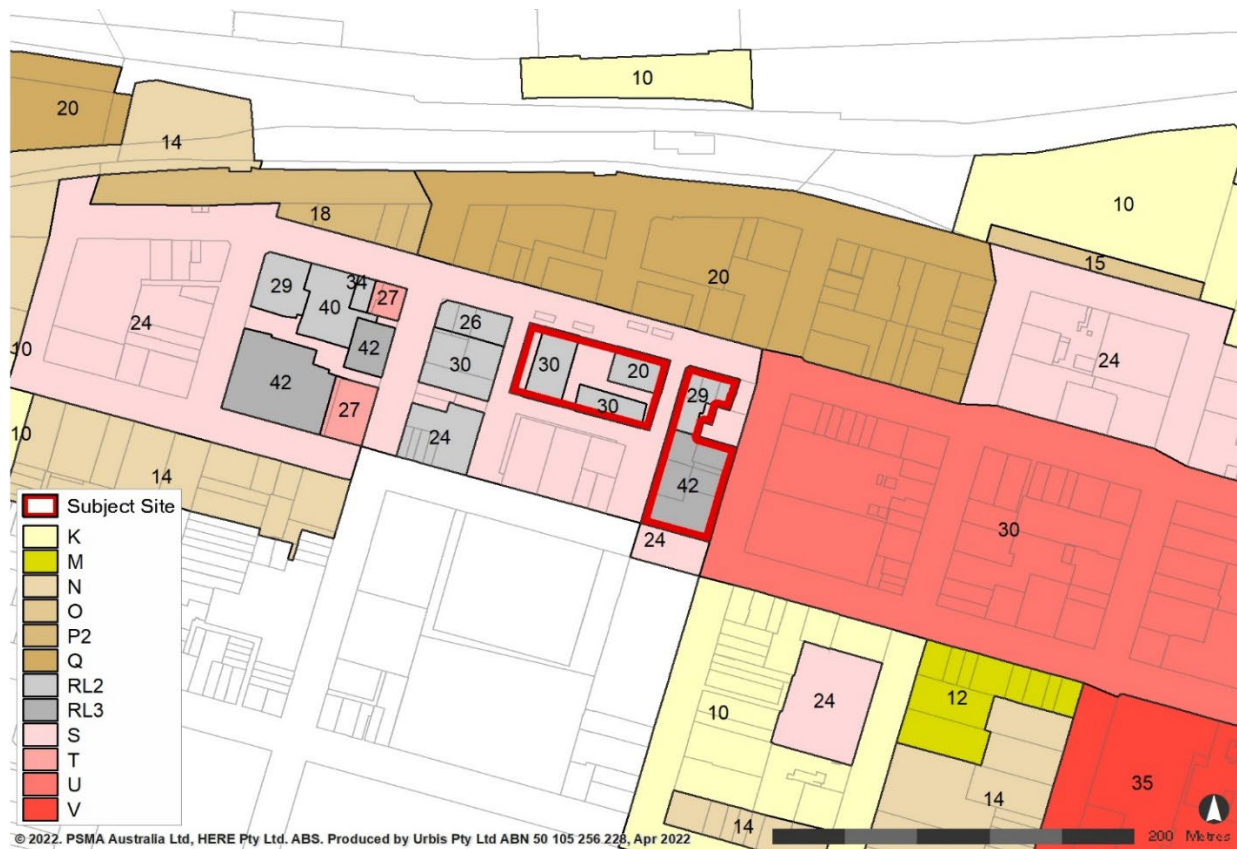 10
20
14
10
18
20
15
29
34
40
27
24
26
24
42
30
30
20
10
42
30
29
27
24
42
10
14
24
30
24
10
12
14
35
14
Subject Site
K
M
N
O
P2
Q
RL2
RL3
S
T
U
V
© 2022. PSMA Australia Ltd, HERE Pty Ltd. ABS. Produced by Urbis Pty Ltd ABN 50 105 256 228, Apr 2022
200 Metres